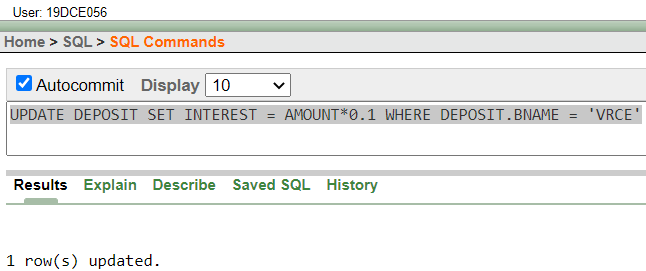 User: 19DCE056
Home > SQL > SQL Commands
Autocommit Display 10
UPDATE DEPOSIT SET INTEREST = AMOUNT*0.1 WHERE DEPOSIT.BNAME = 'VRCE'
Results Explain Describe Saved SQL History
1 row(s) updated.